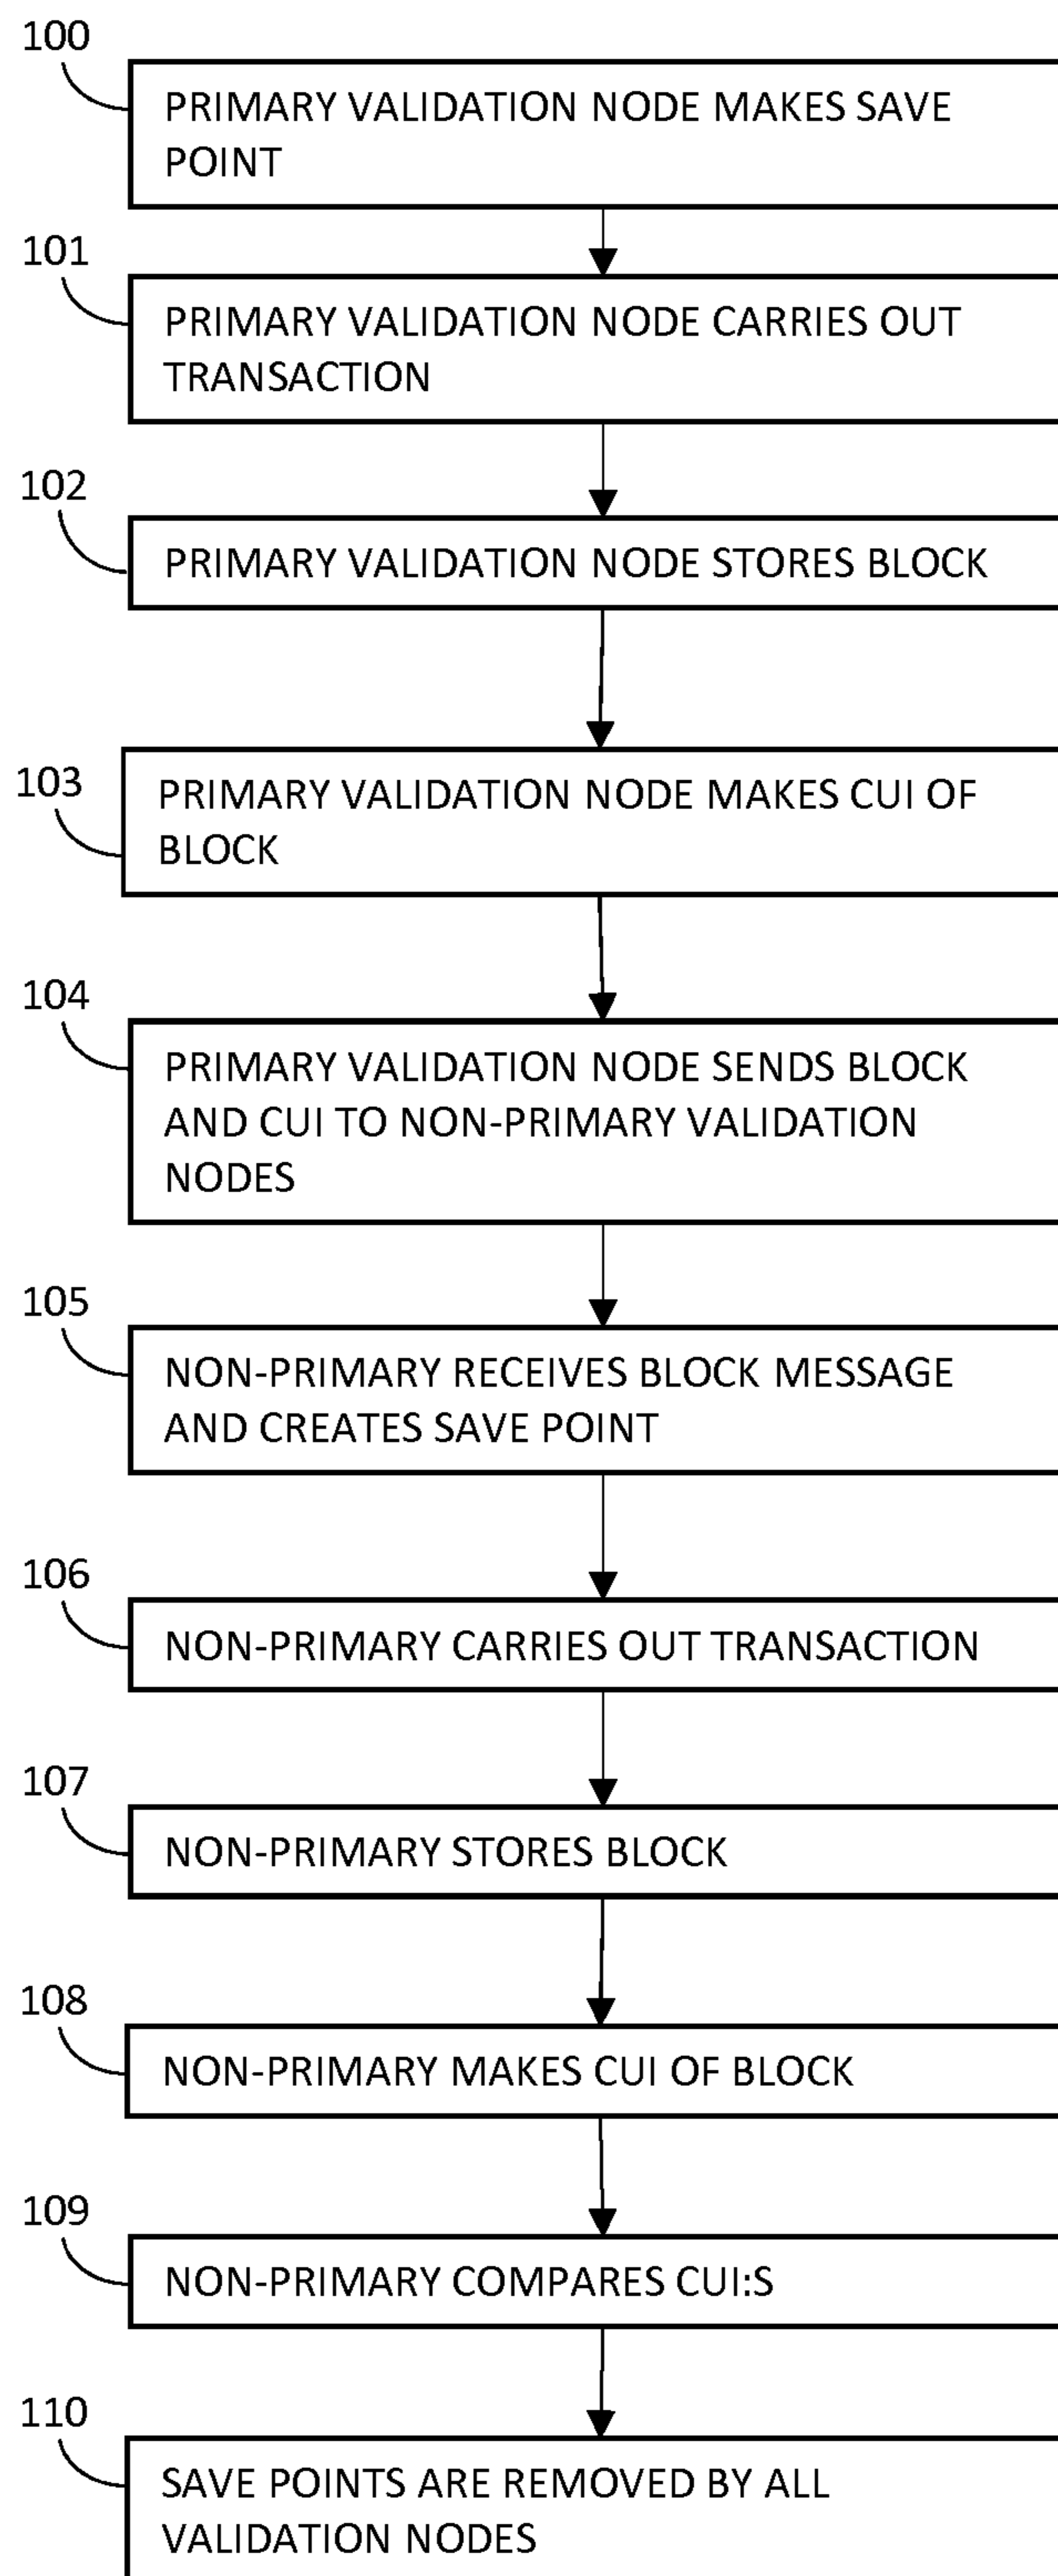 100
PRIMARY VALIDATION NODE MAKES SAVE
POINT
101
PRIMARY VALIDATION NODE CARRIES OUT
TRANSACTION
102
PRIMARY VALIDATION NODE STORES BLOCK
103
PRIMARY VALIDATION NODE MAKES CUI OF
BLOCK
104
PRIMARY VALIDATION NODE SENDS BLOCK
AND CUI TO NON-PRIMARY VALIDATION
NODES
105
NON-PRIMARY RECEIVES BLOCK MESSAGE
AND CREATES SAVE POINT
106
NON-PRIMARY CARRIES OUT TRANSACTION
107
NON-PRIMARY STORES BLOCK
108
NON-PRIMARY MAKES CUI OF BLOCK
109
NON-PRIMARY COMPARES CUI:S
110
SAVE POINTS ARE REMOVED BY ALL
VALIDATION NODES